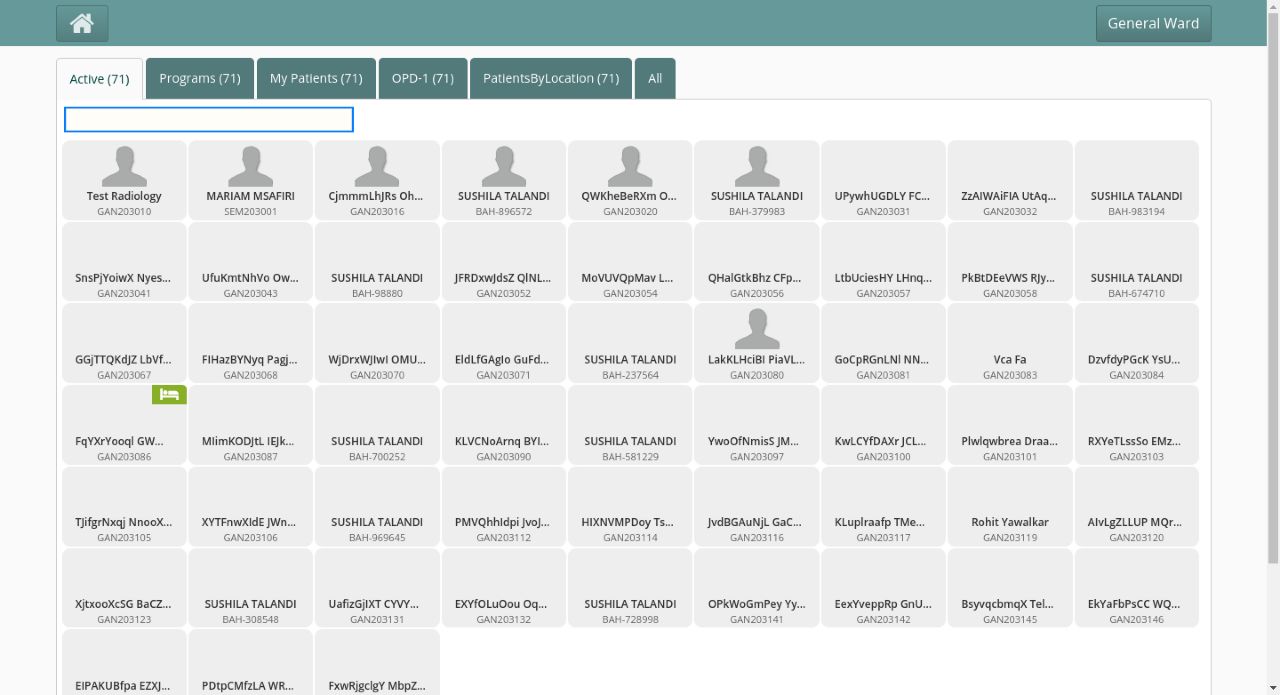 General Ward
Active (71)
Programs (71)
My Patients (71)
OPD-1 (71)
PatientsByLocation (71)
All
Test Radiology
GAN203010
MARIAM MSAFIRI
SEM203001
CjmmmLhJRs Oh...
GAN203016
SUSHILA TALANDI
BAH-896572
QWKheBeRXm O...
GAN203020
SUSHILA TALANDI
BAH-379983
UPywhUGDLY FC...
GAN203031
ZzAIWAiFIA UtAq...
GAN203032
SUSHILA TALANDI
BAH-983194
SnsPjYoiwX Nyes...
GAN203041
UfuKmtNhVo Ow...
GAN203043
SUSHILA TALANDI
BAH-98880
JFRDxwJdsZ QlNL...
GAN203052
MoVUVQpMav L...
GAN203054
QHalGtkBhz CFp...
GAN203056
LtbUciesHY LHnq...
GAN203057
PkBtDEeVWS RJy...
GAN203058
SUSHILA TALANDI
BAH-674710
GGjTTQKdJZ LbVf...
GAN203067
FIHazBYNyq Pagj...
GAN203068
WjDrxWJIwI OMU...
GAN203070
EldLfGAgIo GuFd...
GAN203071
SUSHILA TALANDI
BAH-237564
LakKLHciBI PiaVL...
GAN203080
GoCpRGnLNl NN...
GAN203081
Vca Fa
GAN203083
DzvfdyPGcK YsU...
GAN203084
FqYXrYooql GW...
GAN203086
MIimKODJtL IEJk...
GAN203087
SUSHILA TALANDI
BAH-700252
KLVCNoArnq BYI...
GAN203090
SUSHILA TALANDI
BAH-581229
YwoOfNmisS JM...
GAN203097
KwLCYfDAXr JCL...
GAN203100
Plwlqwbrea Draa...
GAN203101
RXYeTLssSo EMz...
GAN203103
TJifgrNxqj NnooX...
GAN203105
XYTFnwXIdE JWn...
GAN203106
SUSHILA TALANDI
BAH-969645
PMVQhhIdpi JvoJ...
GAN203112
HIXNVMPDoy Ts...
GAN203114
JvdBGAuNjL GaC...
GAN203116
KLuplraafp TMe...
GAN203117
Rohit Yawalkar
GAN203119
AIvLgZLLUP MQr...
GAN203120
XjtxooXcSG BaCZ...
GAN203123
SUSHILA TALANDI
BAH-308548
UafizGjIXT CYVY...
GAN203131
EXYfOLuOou Oq...
GAN203132
SUSHILA TALANDI
BAH-728998
OPkWoGmPey Yy...
GAN203141
EexYveppRp GnU...
GAN203142
BsyvqcbmqX Tel...
GAN203145
EkYaFbPsCC WQ...
GAN203146
EIPAKUBfpa EZXJ...
PDtpCMfzLA WR...
FxwRjgclgY MbpZ...